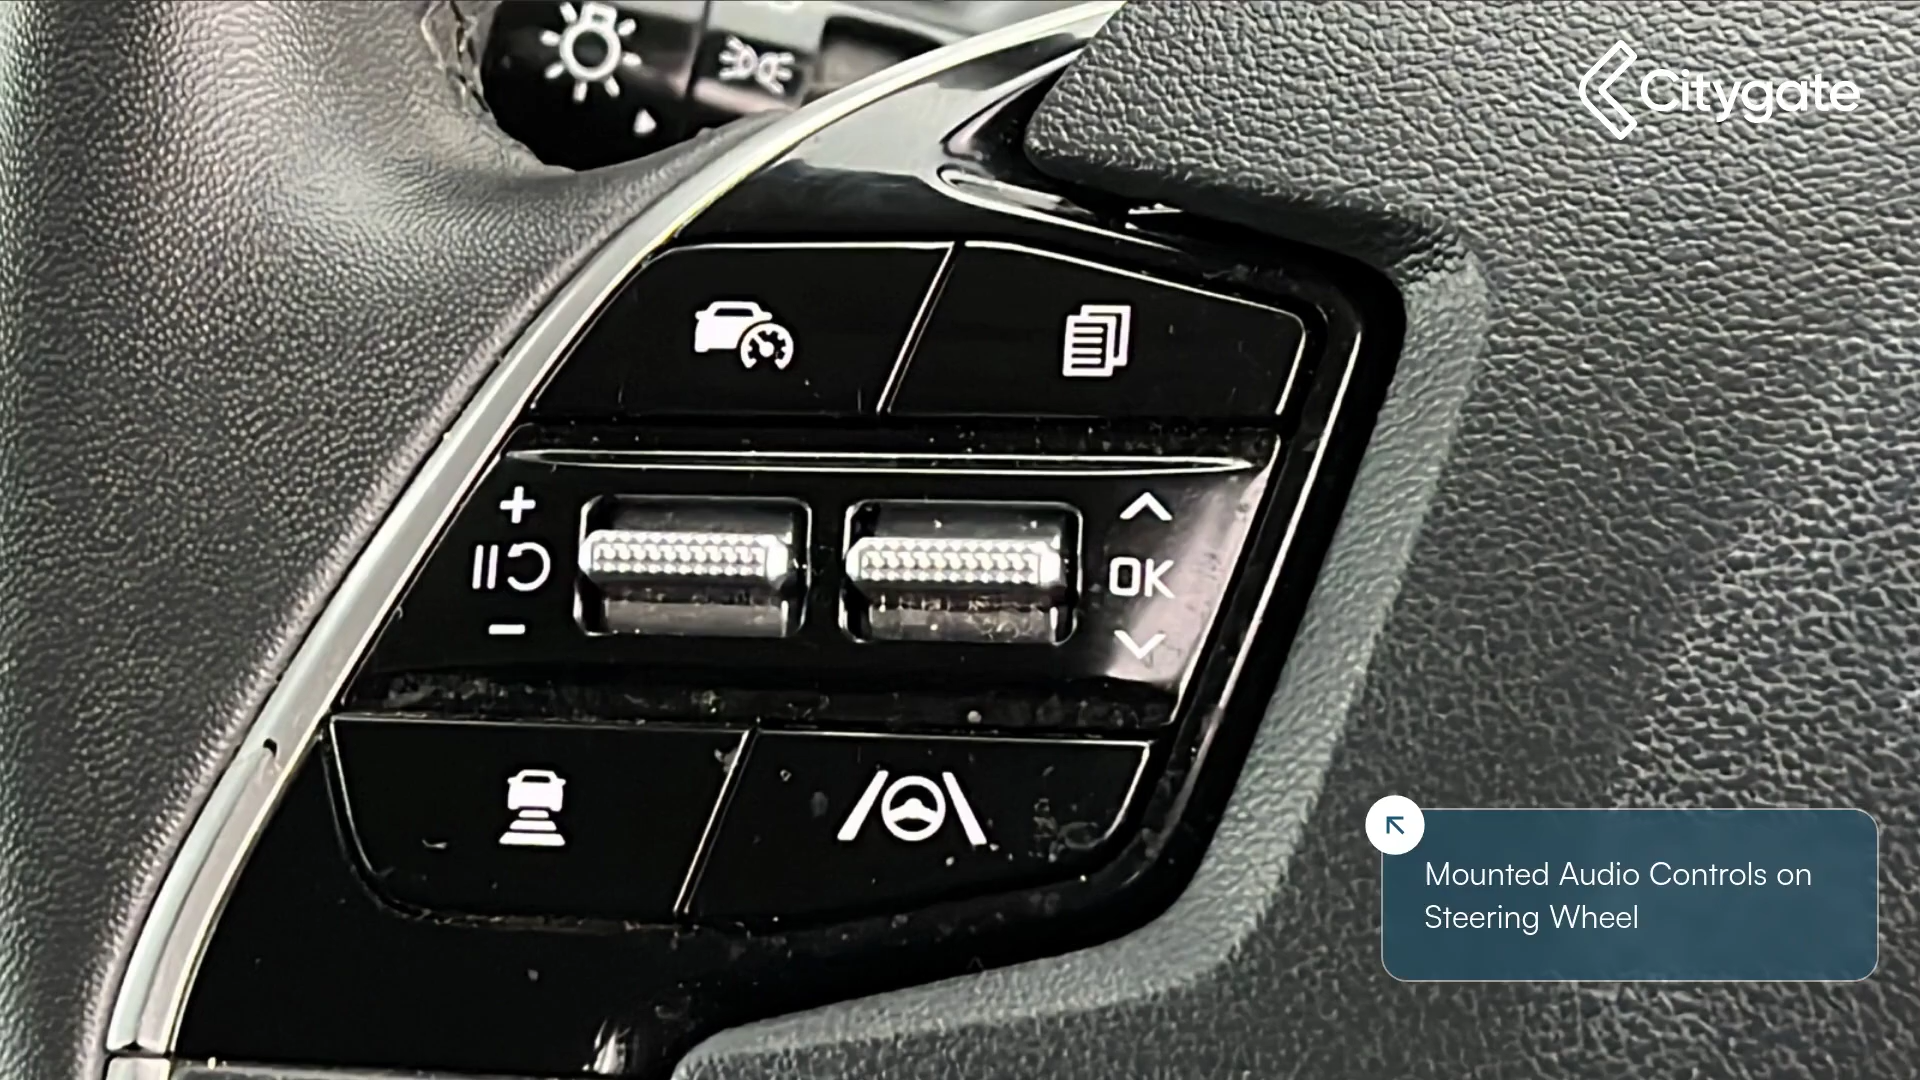 Citygate
+
OK
-
Mounted Audio Controls on
Steering Wheel